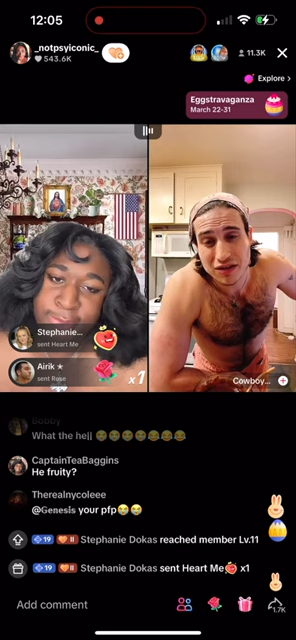 12:05
_notpsyiconic_
543.6K
11.3K
Explore >
Eggstravaganza
March 22-31
Stephanie...
sent Heart Me
Airik
sent Rose
x1
Cowboy...
Bobby
What the hell
CaptainTeaBaggins
He fruity?
Therealnycoleee
@Genesis your pfp
19 II Stephanie Dokas reached member Lv.11
19 II Stephanie Dokas sent Heart Me x1
Add comment
1.7K